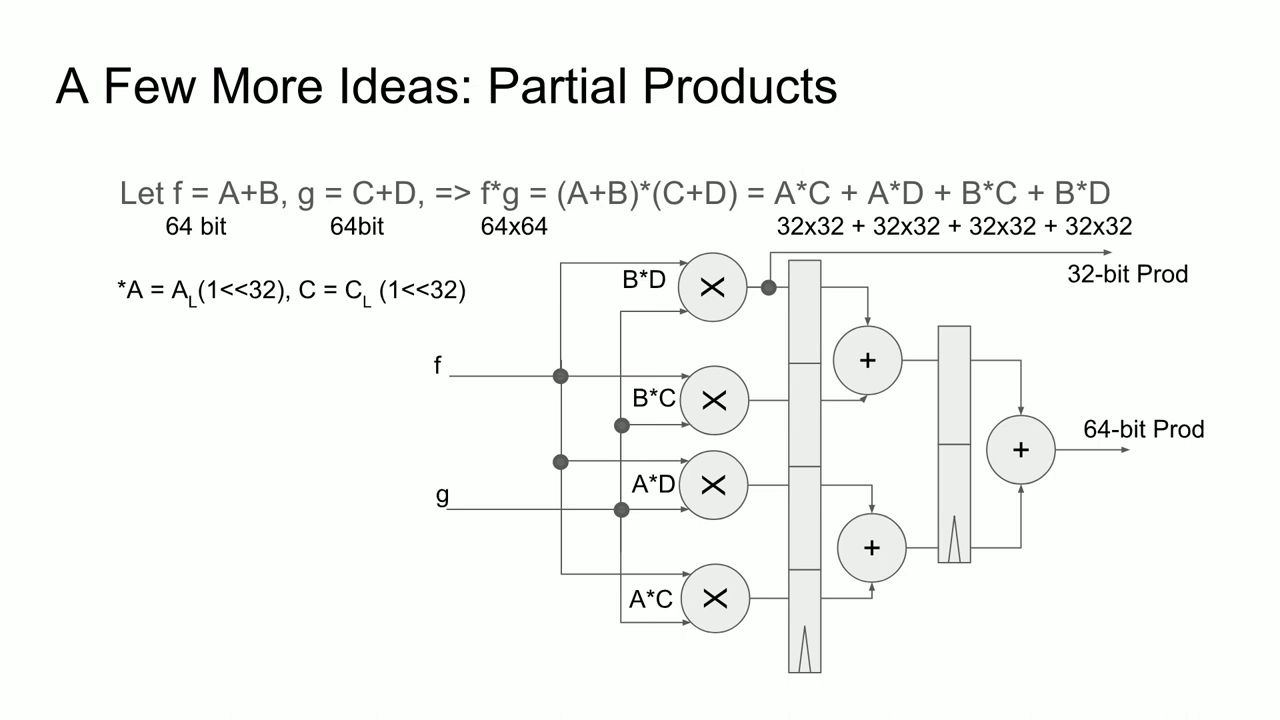 A Few More Ideas: Partial Products
Let f = A+B, g = C+D, => f*g = (A+B)*(C+D) = A*C + A*D + B*C + B*D
64 bit 64bit 64x64 32x32 + 32x32 + 32x32 + 32x32
*A = AL(1<<32), C = CL (1<<32)
B*D
32-bit Prod
f
B*C
+
64-bit Prod
+
A*D
g
+
A*C